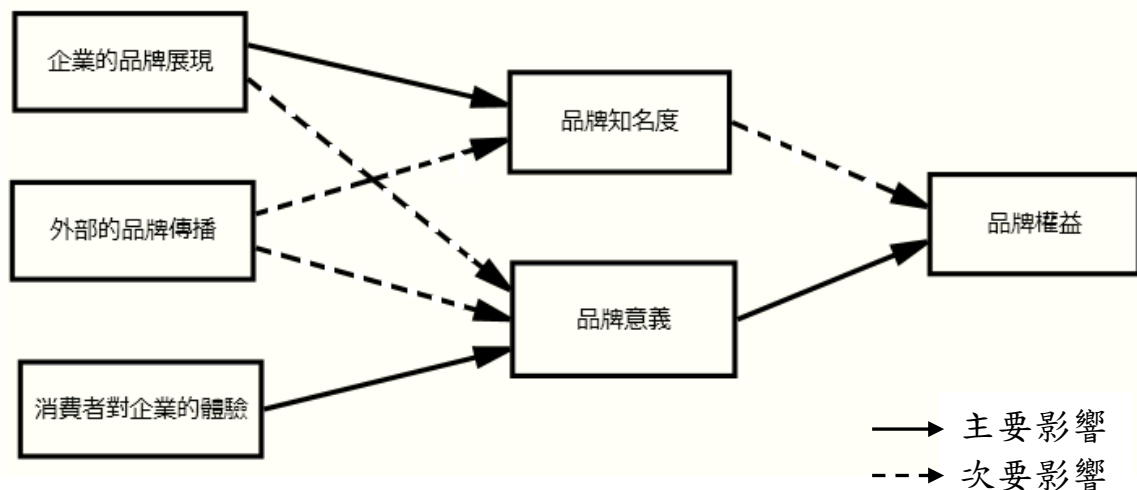 企業的品牌展現
品牌知名度
外部的品牌傳播
品牌權益
品牌意義
消費者對企業的體驗
主要影響
次要影響